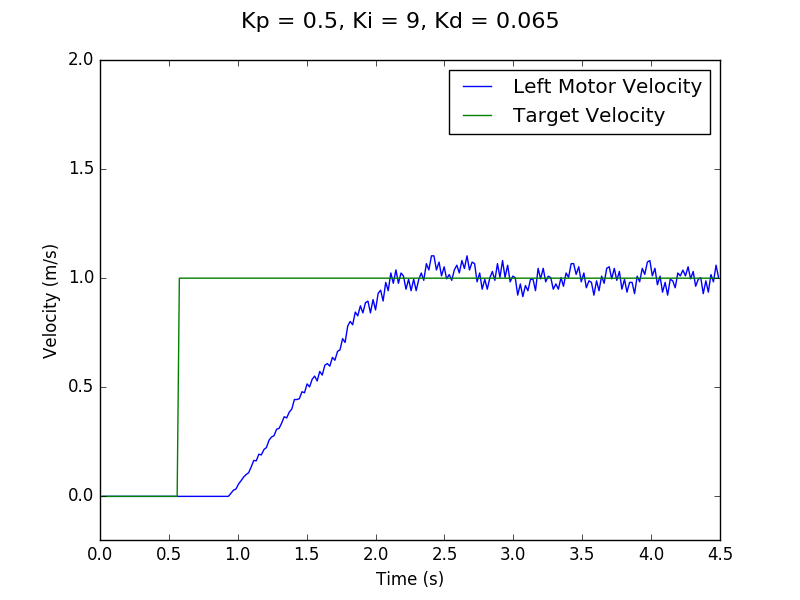 Kp = 0.5, Ki = 9, Kd = 0.065
Left Motor Velocity
Target Velocity
2.0
1.5
1.0
0.5
0.0
Velocity (m/s)
0.0 0.5 1.0 1.5 2.0 2.5 3.0 3.5 4.0 4.5
Time (s)